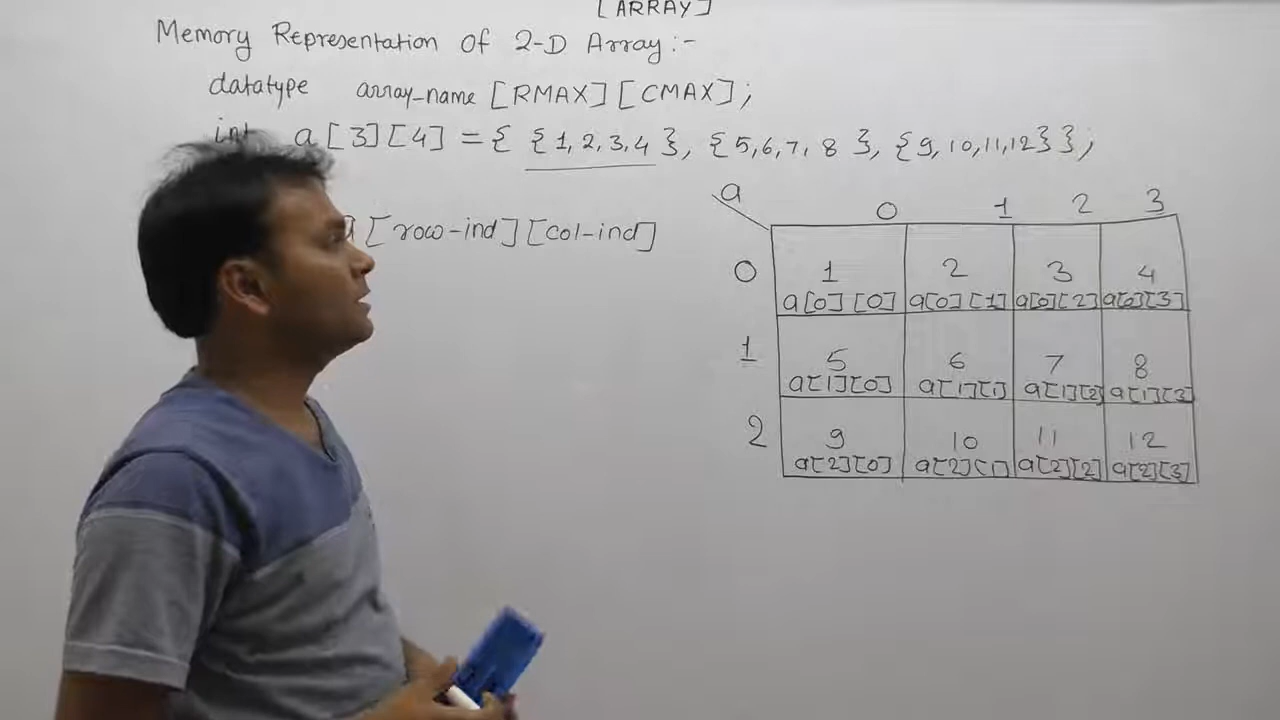 [ARRAY]
Memory Representation Of 2-D Array:-
datatype array_name [RMAX][CMAX];
int a[3][4] = { {1,2,3,4}, {5,6,7,8}, {9,10,11,12}};
a[row-ind][col-ind]
a
0 1 2 3
0 1 2 3 4
a[0][0] a[0][1] a[0][2] a[0][3]
1 5 6 7 8
a[1][0] a[1][1] a[1][2] a[1][3]
2 9 10 11 12
a[2][0] a[2][1] a[2][2] a[2][3]